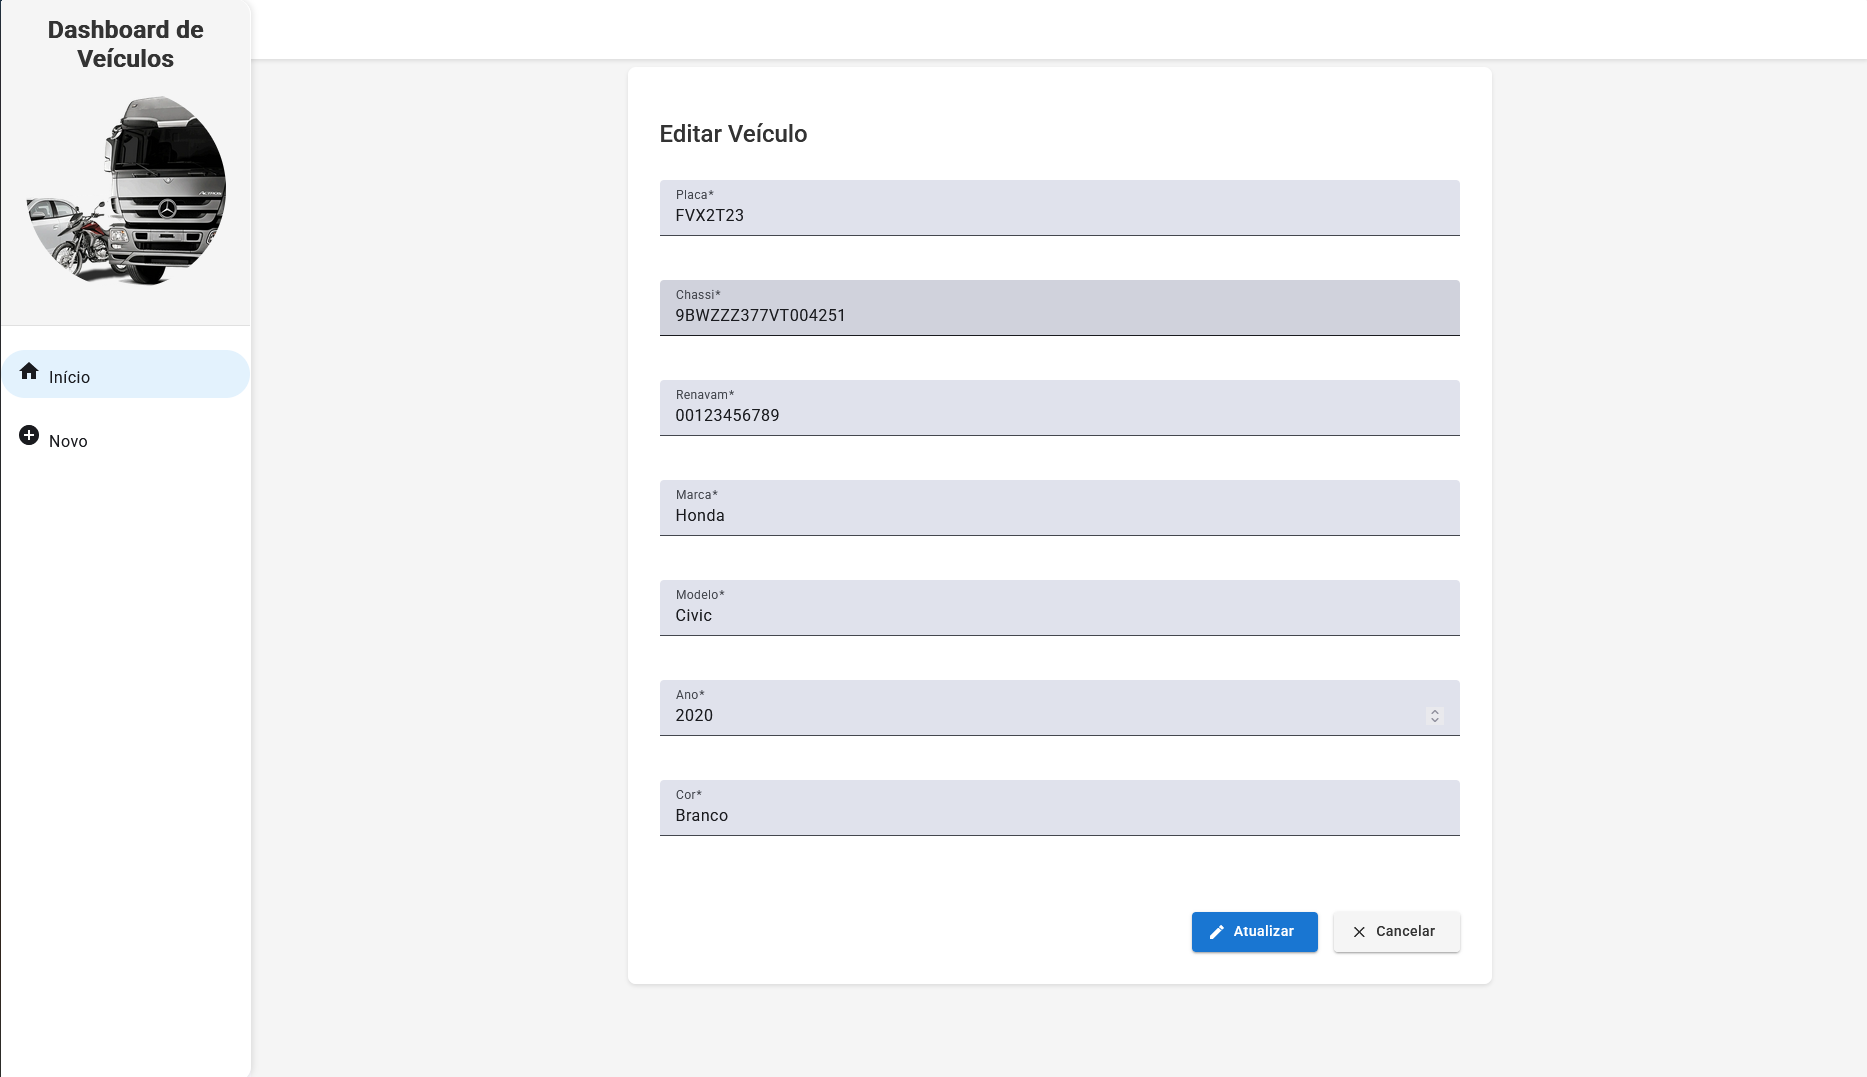 Dashboard de
Veículos
Início
Novo
Editar Veículo
Placa*
FVX2T23
Chassi*
9BWZZZ377VT004251
Renavam*
00123456789
Marca*
Honda
Modelo*
Civic
Ano*
2020
Cor*
Branco
Atualizar
Cancelar